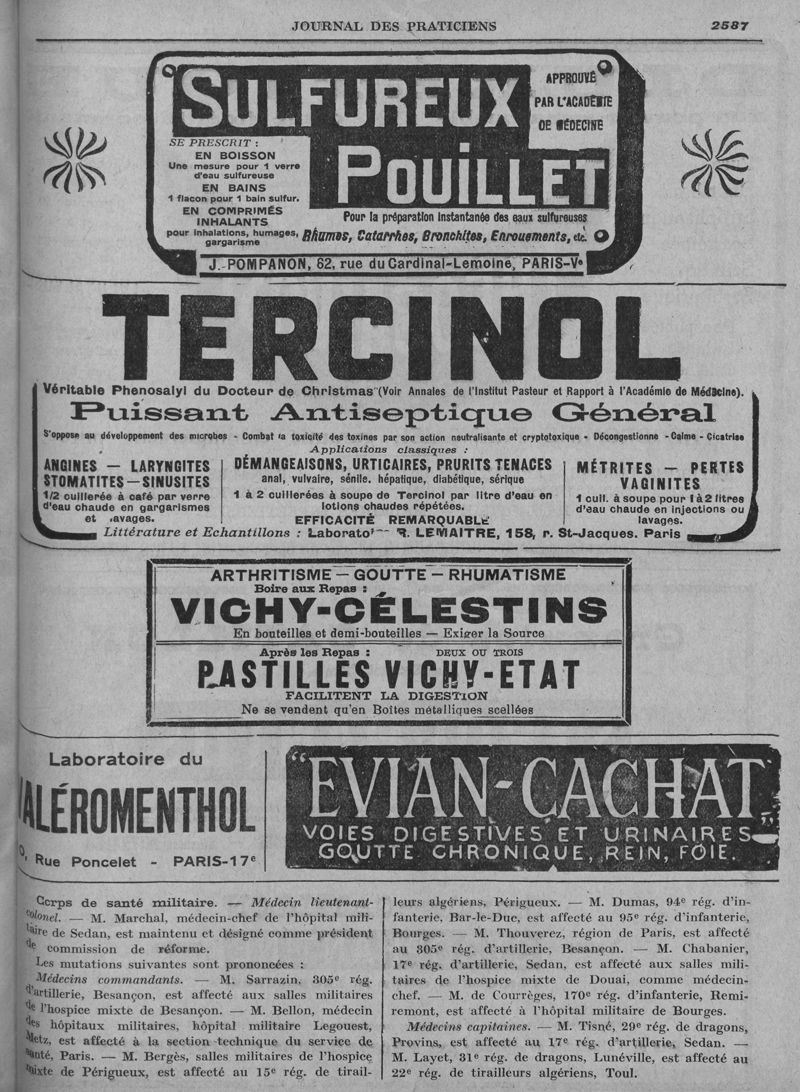 JOURNAL DES PRATICIENS 2587
SULFUREUX
POUILLET
APPROUVÉ
PAR L'ACADÉMIE
DE MÉDECINE
SE PRESCRIT :
EN BOISSON
Une mesure pour 1 verre
d'eau sulfureuse
EN BAINS
1 flacon pour 1 bain sulfur.
EN COMPRIMÉS
INHALANTS
pour inhalations, humages,
gargarisme
Pour la préparation instantanée des eaux sulfureuses
Rhumes, Catarrhes, Bronchites, Enrouements, etc.
J.-POMPANON, 62, rue du Cardinal-Lemoine, PARIS-Vᵉ
TERCINOL
Véritable Phenosalyl du Docteur de Christmas (Voir Annales de l'Institut Pasteur et Rapport à l'Académie de Médecine).
Puissant Antiseptique Général
S'oppose au développement des microbes - Combat la toxicité des toxines par son action neutralisante et cryptotoxique - Décongestionne - Calme - Cicatrise
Applications classiques :
ANGINES — LARYNGITES
STOMATITES — SINUSITES
1/2 cuillerée à café par verre
d'eau chaude en gargarismes
et lavages.
DÉMANGEAISONS, URTICAIRES, PRURITS TENACES
anal, vulvaire, sénile. hépatique, diabétique, sérique
1 à 2 cuillerées à soupe de Tercinol par litre d'eau en
lotions chaudes répétées.
EFFICACITÉ REMARQUABLE
MÉTRITES — PERTES
VAGINITES
1 cuil. à soupe pour 1 à 2 litres
d'eau chaude en injections ou
lavages.
Littérature et Echantillons : Laborato R. LEMAITRE, 158, r. St-Jacques. Paris
ARTHRITISME — GOUTTE — RHUMATISME
Boire aux Repas :
VICHY-CÉLESTINS
En bouteilles et demi-bouteilles — Exiger la Source
Après les Repas : DEUX OU TROIS
PASTILLES VICHY-ETAT
FACILITENT LA DIGESTION
Ne se vendent qu'en Boîtes métalliques scellées
Laboratoire du
VALÉROMENTHOL
Rue Poncelet - PARIS-17ᵉ
"EVIAN-CACHAT"
VOIES DIGESTIVES ET URINAIRES
GOUTTE CHRONIQUE, REIN, FOIE.
Corps de santé militaire. — Médecin lieutenant-
colonel. — M. Marchal, médecin-chef de l'hôpital mili-
taire de Sedan, est maintenu et désigné comme président
de commission de réforme.
Les mutations suivantes sont prononcées :
Médecins commandants. — M. Sarrazin, 305ᵉ rég.
d'artillerie, Besançon, est affecté aux salles militaires
de l'hospice mixte de Besançon. — M. Bellon, médecin
des hôpitaux militaires, hôpital militaire Legouest,
Metz, est affecté à la section technique du service de
santé, Paris. — M. Bergès, salles militaires de l'hospice
mixte de Périgueux, est affecté au 15ᵉ rég. de tirail-
leurs algériens, Périgueux. — M. Dumas, 94ᵉ rég. d'in-
fanterie, Bar-le-Duc, est affecté au 95ᵉ rég. d'infanterie,
Bourges. — M. Thouverez, région de Paris, est affecté
au 305ᵉ rég. d'artillerie, Besançon. — M. Chabanier,
17ᵉ rég. d'artillerie, Sedan, est affecté aux salles mili-
taires de l'hospice mixte de Douai, comme médecin-
chef. — M. de Courrèges, 170ᵉ rég. d'infanterie, Remi-
remont, est affecté à l'hôpital militaire de Bourges.
Médecins capitaines. — M. Tisné, 29ᵉ rég. de dragons,
Provins, est affecté au 17ᵉ rég. d'artillerie, Sedan. —
M. Layet, 31ᵉ rég. de dragons, Lunéville, est affecté au
22ᵉ rég. de tirailleurs algériens, Toul.